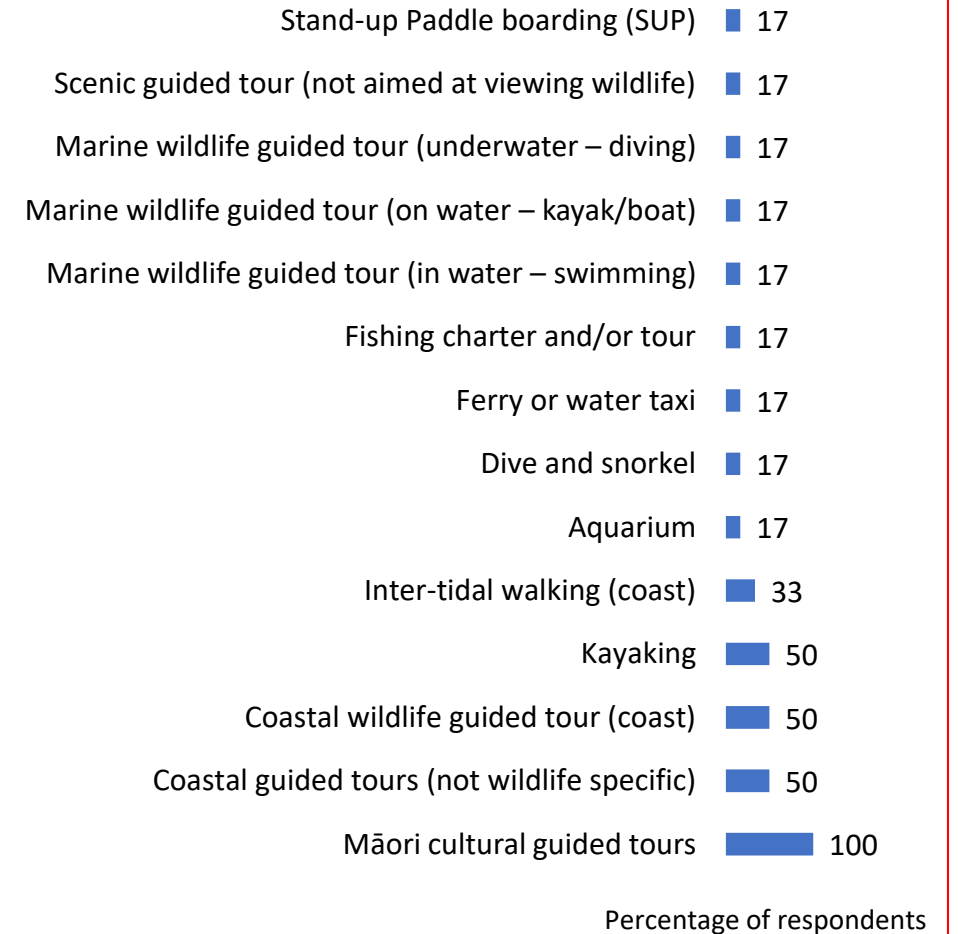 Stand-up Paddle boarding (SUP) 17
Scenic guided tour (not aimed at viewing wildlife) 17
Marine wildlife guided tour (underwater – diving) 17
Marine wildlife guided tour (on water – kayak/boat) 17
Marine wildlife guided tour (in water – swimming) 17
Fishing charter and/or tour 17
Ferry or water taxi 17
Dive and snorkel 17
Aquarium 17
Inter-tidal walking (coast) 33
Kayaking 50
Coastal wildlife guided tour (coast) 50
Coastal guided tours (not wildlife specific) 50
Māori cultural guided tours 100
Percentage of respondents